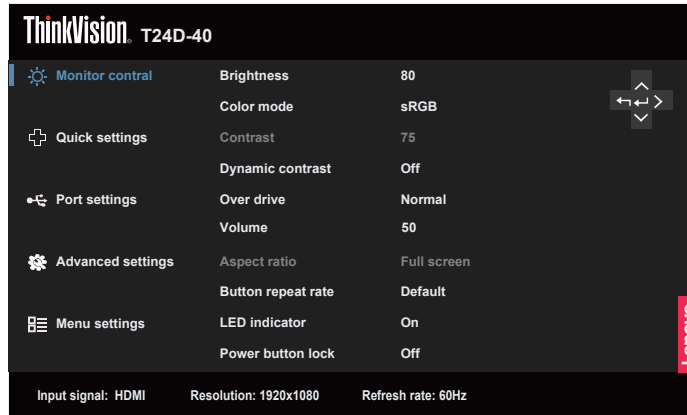 ThinkVision® T24D-40
Monitor contral Brightness 80
Color mode sRGB
Quick settings Contrast 75
Dynamic contrast Off
Port settings Over drive Normal
Volume 50
Advanced settings Aspect ratio Full screen
Button repeat rate Default
Menu settings LED indicator On
Power button lock Off
Input signal: HDMI Resolution: 1920x1080 Refresh rate: 60Hz